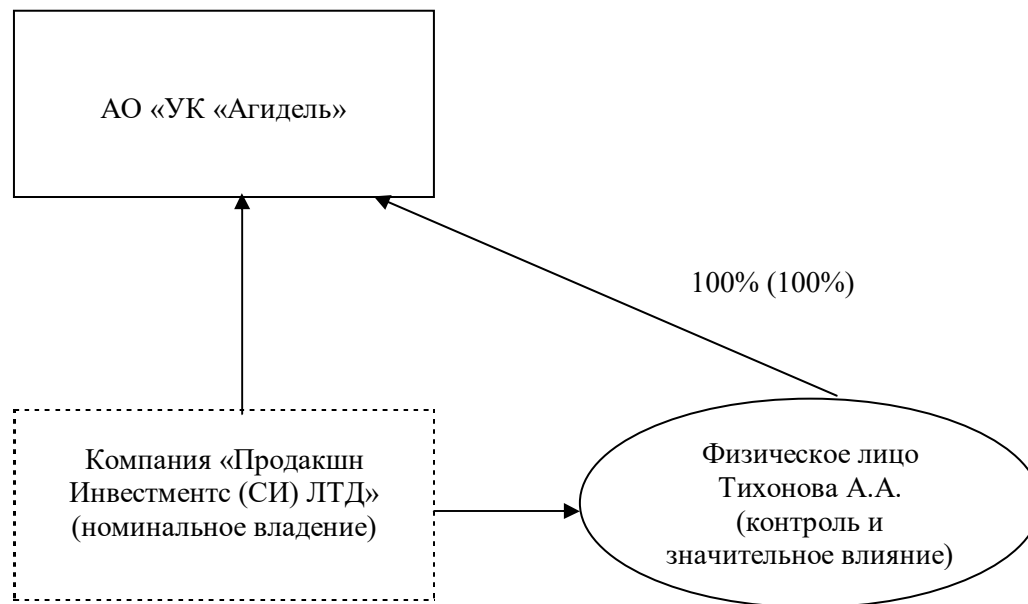 АО «УК «Агидель»
100% (100%)
Компания «Продакшн
Инвестментс (СИ) ЛТД»
(номинальное владение)
Физическое лицо
Тихонова А.А.
(контроль и
значительное влияние)